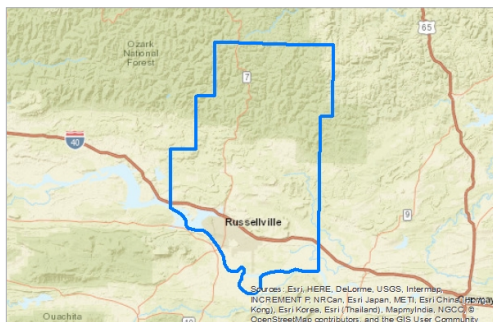 Ozark
National
Forest
65
7
40
9
Russellville
Ouachita
Sources: Esri, HERE, DeLorme, USGS, Intermap,
INCREMENT P, NRCan, Esri Japan, METI, Esri China (Hong
Kong), Esri Korea, Esri (Thailand), MapmyIndia, NGCC, ©
OpenStreetMap contributors, and the GIS User Community